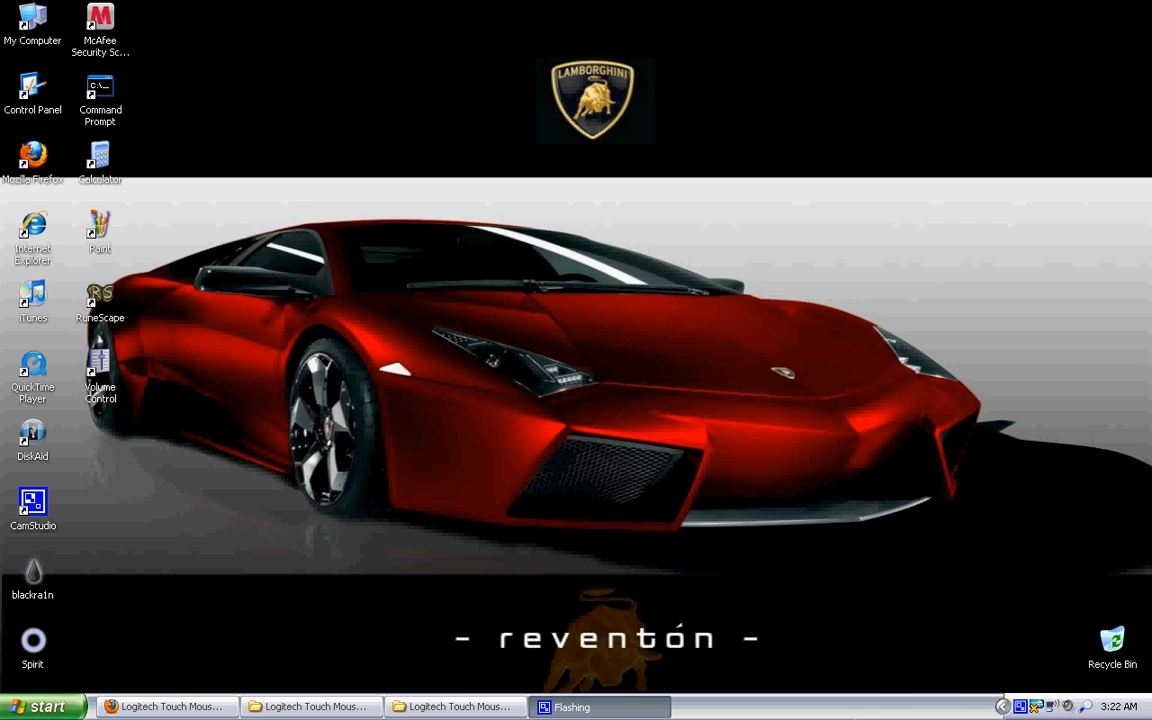 My Computer
McAfee
Security Sc...
Control Panel
Command
Prompt
Mozilla Firefox
Calculator
Internet
Explorer
Paint
iTunes
RS
RuneScape
QuickTime
Player
Volume
Control
DiskAid
CamStudio
blackra1n
Spirit
LAMBORGHINI
- reventón -
Recycle Bin
start
Logitech Touch Mous...
Logitech Touch Mous...
Logitech Touch Mous...
Flashing
3:22 AM